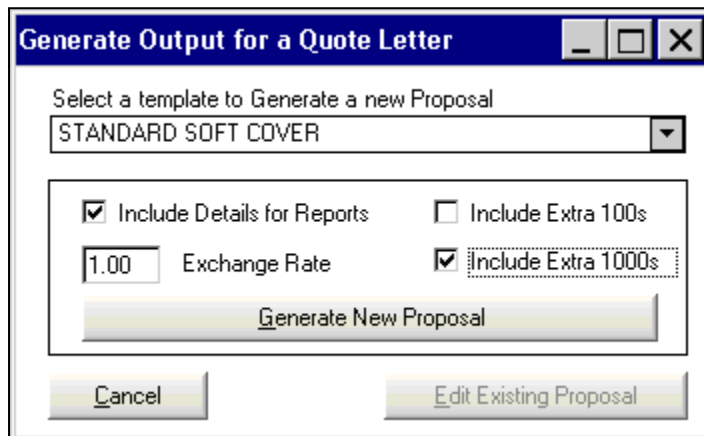 Generate Output for a Quote Letter
Select a template to Generate a new Proposal
STANDARD SOFT COVER
Include Details for Reports
Include Extra 100s
1.00 Exchange Rate
Include Extra 1000s
Generate New Proposal
Cancel
Edit Existing Proposal